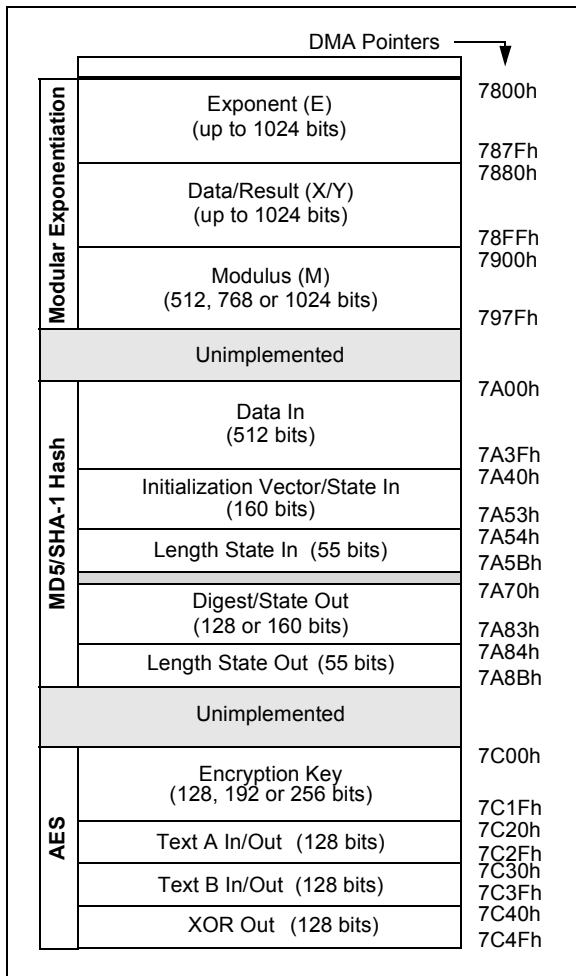 DMA Pointers
Modular Exponentiation
Exponent (E)
(up to 1024 bits)
7800h
787Fh
Data/Result (X/Y)
(up to 1024 bits)
7880h
78FFh
Modulus (M)
(512, 768 or 1024 bits)
7900h
797Fh
Unimplemented
MD5/SHA-1 Hash
Data In
(512 bits)
7A00h
7A3Fh
Initialization Vector/State In
(160 bits)
7A40h
7A53h
Length State In (55 bits)
7A54h
7A5Bh
Digest/State Out
(128 or 160 bits)
7A70h
7A83h
Length State Out (55 bits)
7A84h
7A8Bh
Unimplemented
AES
Encryption Key
(128, 192 or 256 bits)
7C00h
7C1Fh
Text A In/Out (128 bits)
7C20h
7C2Fh
Text B In/Out (128 bits)
7C30h
7C3Fh
XOR Out (128 bits)
7C40h
7C4Fh